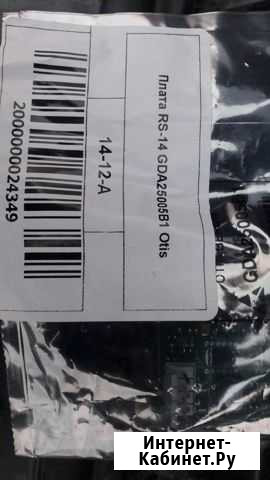 Плата RS-14 GDA25005B1 Otis
14-12-A
2000000024349
Интернет-
Кабинет.Ру